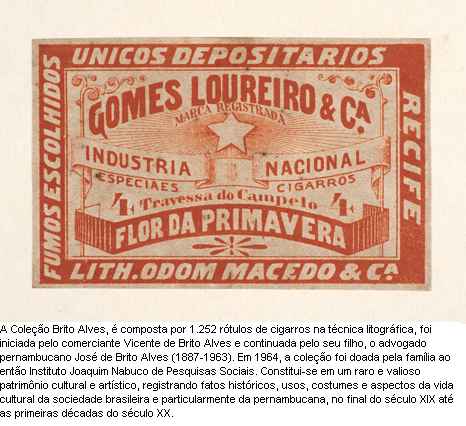 UNICOS DEPOSITARIOS
FUMOS ESCOLHIDOS
RECIFE
GOMES LOUREIRO & CA.
MARCA REGISTRADA
B
INDUSTRIA NACIONAL
ESPECIAES CIGARROS
4 Travessa do Campelo 4
FLOR DA PRIMAVERA
LITH. ODOM MACEDO & CA.
A Coleção Brito Alves, é composta por 1.252 rótulos de cigarros na técnica litográfica, foi
iniciada pelo comerciante Vicente de Brito Alves e continuada pelo seu filho, o advogado
pernambucano José de Brito Alves (1887-1963). Em 1964, a coleção foi doada pela família ao
então Instituto Joaquim Nabuco de Pesquisas Sociais. Constitui-se em um raro e valioso
patrimônio cultural e artístico, registrando fatos históricos, usos, costumes e aspectos da vida
cultural da sociedade brasileira e particularmente da pernambucana, no final do século XIX até
as primeiras décadas do século XX.